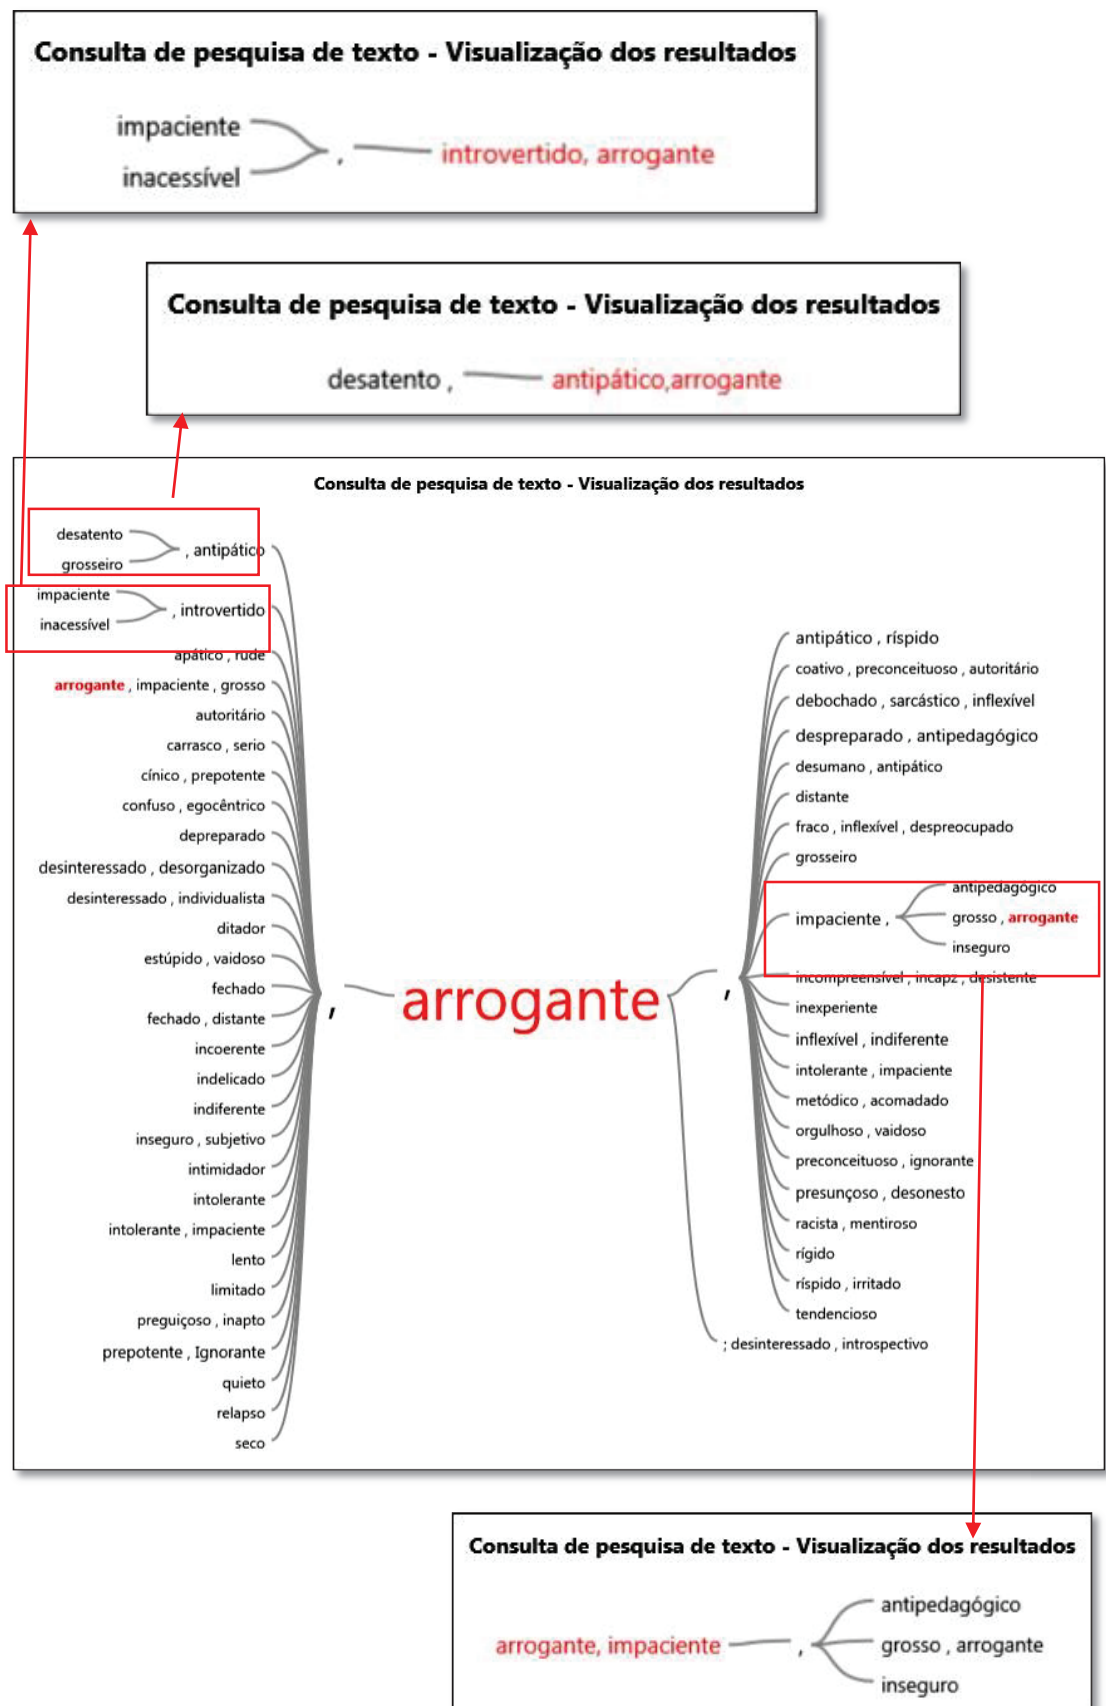 Consulta de pesquisa de texto - Visualização dos resultados
impaciente
inacessível
, introvertido, arrogante
Consulta de pesquisa de texto - Visualização dos resultados
desatento , antipático,arrogante
Consulta de pesquisa de texto - Visualização dos resultados
desatento
grosseiro
, antipático
impaciente
inacessível
, introvertido
apático , rude
arrogante , impaciente , grosso
autoritário
carrasco , serio
cínico , prepotente
confuso , egocêntrico
depreparado
desinteressado , desorganizado
desinteressado , individualista
ditador
estúpido , vaidoso
fechado
fechado , distante
incoerente
indelicado
indiferente
inseguro , subjetivo
intimidador
intolerante
intolerante , impaciente
lento
limitado
preguiçoso , inapto
prepotente , Ignorante
quieto
relapso
seco
, arrogante ,
antipático , ríspido
coativo , preconceituoso , autoritário
debochado , sarcástico , inflexível
despreparado , antipedagógico
desumano , antipático
distante
fraco , inflexível , despreocupado
grosseiro
impaciente ,
antipedagógico
grosso , arrogante
inseguro
incompreensível , incapz , desistente
inexperiente
inflexível , indiferente
intolerante , impaciente
metódico , acomadado
orgulhoso , vaidoso
preconceituoso , ignorante
presunçoso , desonesto
racista , mentiroso
rígido
ríspido , irritado
tendencioso
; desinteressado , introspectivo
Consulta de pesquisa de texto - Visualização dos resultados
arrogante, impaciente ,
antipedagógico
grosso , arrogante
inseguro